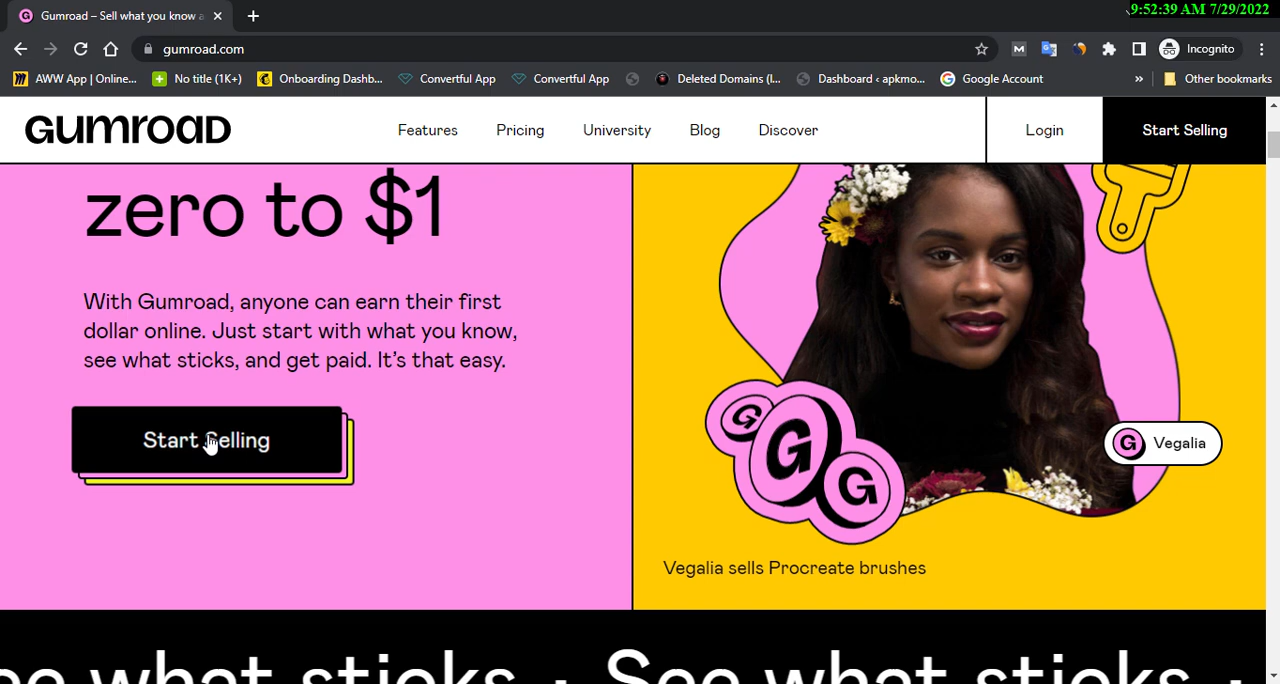 Gumroad – Sell what you know a
9:52:39 AM 7/29/2022
gumroad.com
Incognito
AWW App | Online...
No title (1K+)
Onboarding Dashb...
Convertful App
Convertful App
Deleted Domains (I...
Dashboard ‹ apkmo...
Google Account
»
Other bookmarks
GUMROAD
Features
Pricing
University
Blog
Discover
Login
Start Selling
zero to $1
With Gumroad, anyone can earn their first
dollar online. Just start with what you know,
see what sticks, and get paid. It's that easy.
Start Selling
G G G
G Vegalia
Vegalia sells Procreate brushes
ee what sticks · See what sticks ·